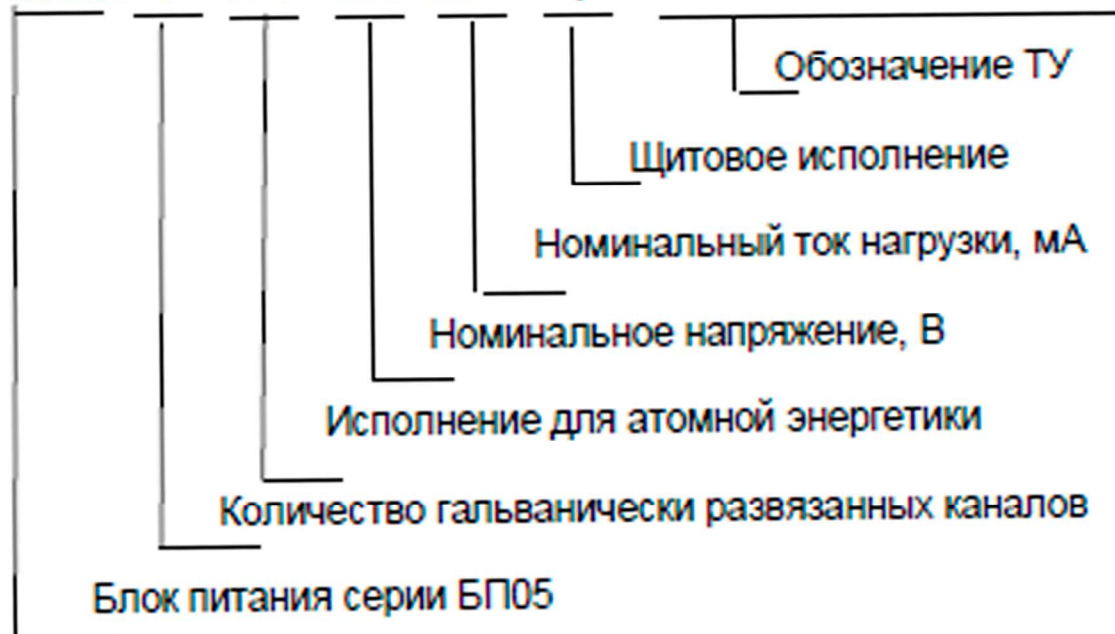 Обозначение ТУ
Щитовое исполнение
Номинальный ток нагрузки, мА
Номинальное напряжение, В
Исполнение для атомной энергетики
Количество гальванически развязанных каналов
Блок питания серии БП05